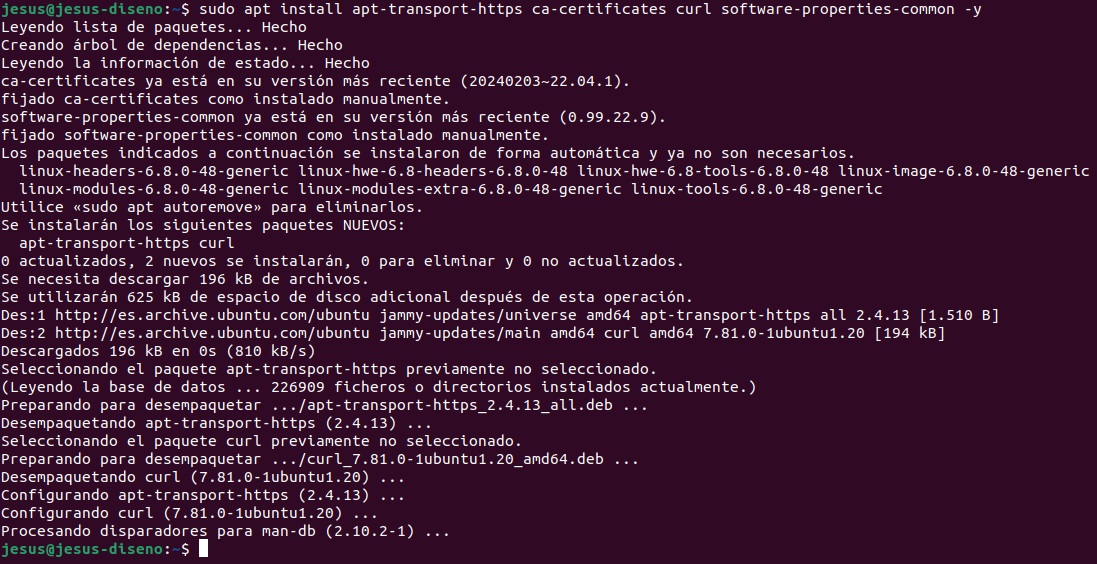 jesus@jesus-diseno:~$ sudo apt install apt-transport-https ca-certificates curl software-properties-common -y
Leyendo lista de paquetes... Hecho
Creando árbol de dependencias... Hecho
Leyendo la información de estado... Hecho
ca-certificates ya está en su versión más reciente (20240203~22.04.1).
fijado ca-certificates como instalado manualmente.
software-properties-common ya está en su versión más reciente (0.99.22.9).
fijado software-properties-common como instalado manualmente.
Los paquetes indicados a continuación se instalaron de forma automática y ya no son necesarios.
  linux-headers-6.8.0-48-generic linux-hwe-6.8-headers-6.8.0-48 linux-hwe-6.8-tools-6.8.0-48 linux-image-6.8.0-48-generic
  linux-modules-6.8.0-48-generic linux-modules-extra-6.8.0-48-generic linux-tools-6.8.0-48-generic
Utilice «sudo apt autoremove» para eliminarlos.
Se instalarán los siguientes paquetes NUEVOS:
  apt-transport-https curl
0 actualizados, 2 nuevos se instalarán, 0 para eliminar y 0 no actualizados.
Se necesita descargar 196 kB de archivos.
Se utilizarán 625 kB de espacio de disco adicional después de esta operación.
Des:1 http://es.archive.ubuntu.com/ubuntu jammy-updates/universe amd64 apt-transport-https all 2.4.13 [1.510 B]
Des:2 http://es.archive.ubuntu.com/ubuntu jammy-updates/main amd64 curl amd64 7.81.0-1ubuntu1.20 [194 kB]
Descargados 196 kB en 0s (810 kB/s)
Seleccionando el paquete apt-transport-https previamente no seleccionado.
(Leyendo la base de datos ... 226909 ficheros o directorios instalados actualmente.)
Preparando para desempaquetar .../apt-transport-https_2.4.13_all.deb ...
Desempaquetando apt-transport-https (2.4.13) ...
Seleccionando el paquete curl previamente no seleccionado.
Preparando para desempaquetar .../curl_7.81.0-1ubuntu1.20_amd64.deb ...
Desempaquetando curl (7.81.0-1ubuntu1.20) ...
Configurando apt-transport-https (2.4.13) ...
Configurando curl (7.81.0-1ubuntu1.20) ...
Procesando disparadores para man-db (2.10.2-1) ...
jesus@jesus-diseno:~$